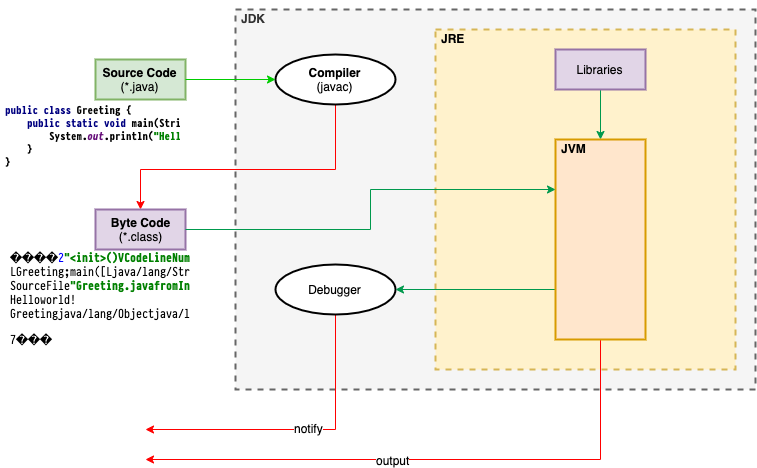 JDK
JRE
Source Code
(*.java)
Compiler
(javac)
Libraries
public class Greeting {
public static void main(Stri
System.out.println("Hell
}
}
JVM
Byte Code
(*.class)
����2"<init>()VCodeLineNum
LGreeting;main([Ljava/lang/Str
SourceFile"Greeting.javafromIn
Helloworld!
Greetingjava/lang/Objectjava/l
7���
Debugger
notify
output